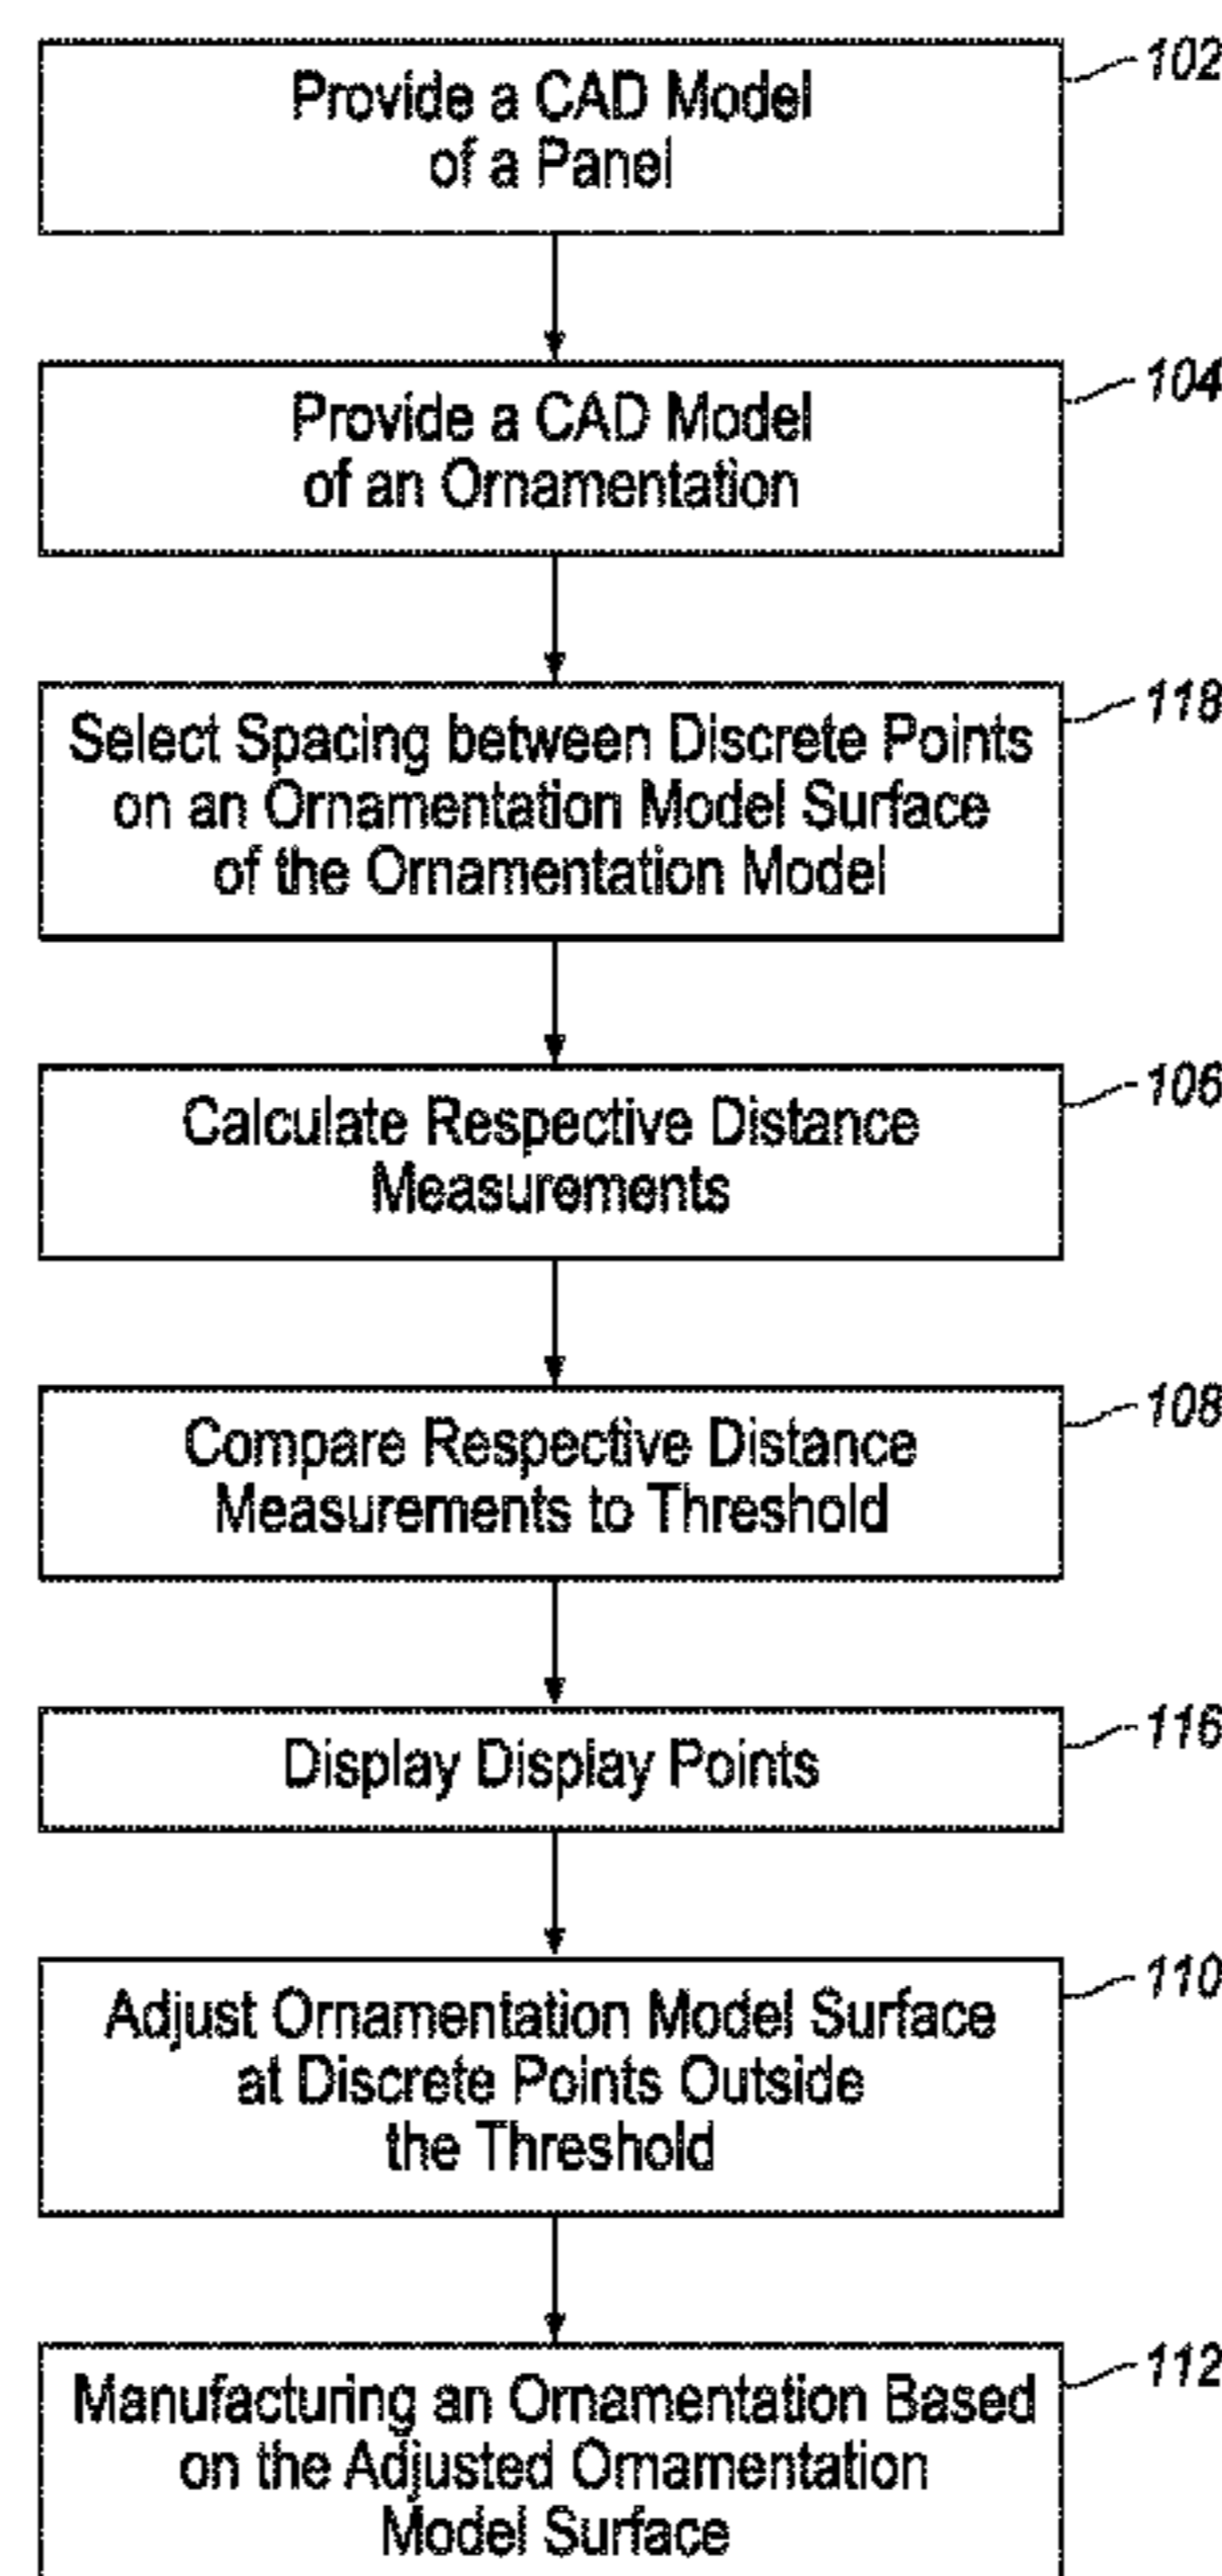 102
Provide a CAD Model
of a Panel
104
Provide a CAD Model
of an Ornamentation
118
Select Spacing between Discrete Points
on an Ornamentation Model Surface
of the Ornamentation Model
106
Calculate Respective Distance
Measurements
108
Compare Respective Distance
Measurements to Threshold
116
Display Display Points
110
Adjust Ornamentation Model Surface
at Discrete Points Outside
the Threshold
112
Manufacturing an Ornamentation Based
on the Adjusted Ornamentation
Model Surface